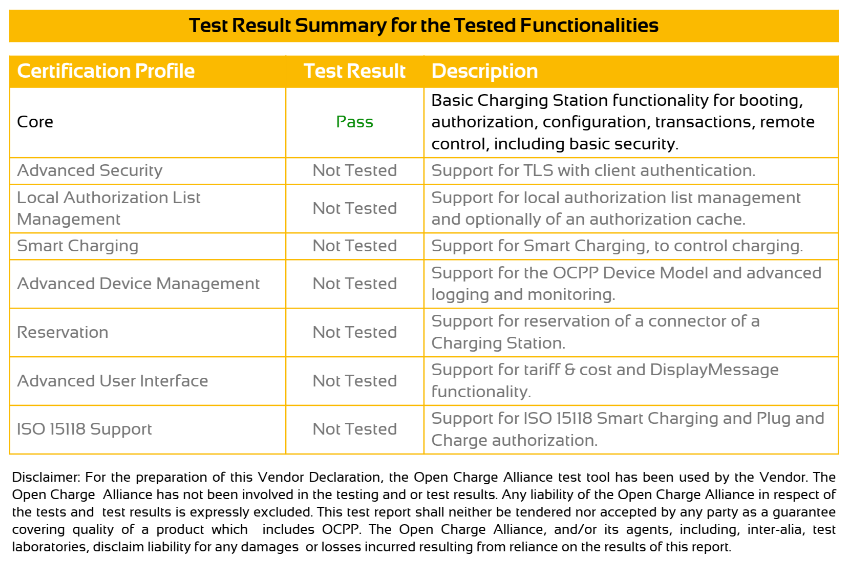 Test Result Summary for the Tested Functionalities
Certification Profile Test Result Description
Core Pass Basic Charging Station functionality for booting,
authorization, configuration, transactions, remote
control, including basic security.
Advanced Security Not Tested Support for TLS with client authentication.
Local Authorization List
Management Not Tested Support for local authorization list management
and optionally of an authorization cache.
Smart Charging Not Tested Support for Smart Charging, to control charging.
Advanced Device Management Not Tested Support for the OCPP Device Model and advanced
logging and monitoring.
Reservation Not Tested Support for reservation of a connector of a
Charging Station.
Advanced User Interface Not Tested Support for tariff & cost and DisplayMessage
functionality.
ISO 15118 Support Not Tested Support for ISO 15118 Smart Charging and Plug and
Charge authorization.
Disclaimer: For the preparation of this Vendor Declaration, the Open Charge Alliance test tool has been used by the Vendor. The
Open Charge Alliance has not been involved in the testing and or test results. Any liability of the Open Charge Alliance in respect of
the tests and test results is expressly excluded. This test report shall neither be tendered nor accepted by any party as a guarantee
covering quality of a product which includes OCPP. The Open Charge Alliance, and/or its agents, including, inter-alia, test
laboratories, disclaim liability for any damages or losses incurred resulting from reliance on the results of this report.